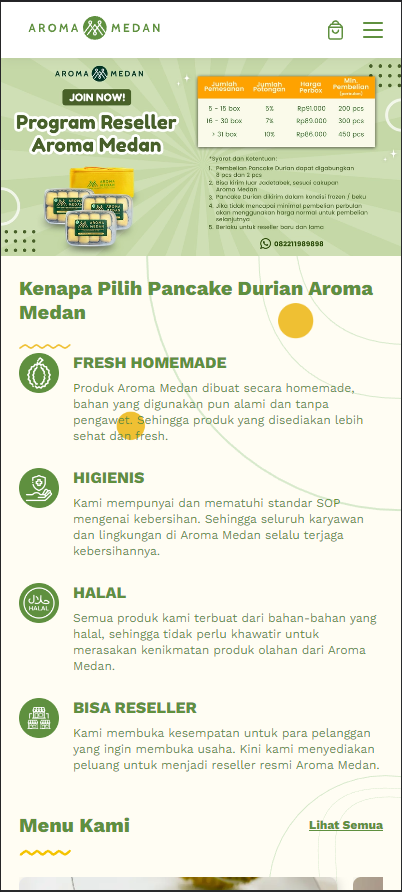 AROMA MEDAN
AROMA MEDAN
JOIN NOW!
Program Reseller
Aroma Medan
Jumlah Pemesanan Jumlah Potongan Harga Perbox Min. Pembelian
5 - 15 box 5% Rp91.000 200 pcs
16 - 30 box 7% Rp89.000 300 pcs
> 31 box 10% Rp86.000 450 pcs
*Syarat dan Ketentuan:
1. Pembelian Pancake Durian dapat digabungkan
8 pcs dan 2 pcs
2. Bisa kirim luar Jadetabek, sesuai cakupan
Aroma Medan
3. Pancake Durian dikirim dalam kondisi frozen / beku
4. Jika tidak mencapai minimal pembelian perbulan
akan menggunakan harga normal untuk pembelian
selanjutnya
5. Berlaku untuk reseller baru dan lama
082211989898
Kenapa Pilih Pancake Durian Aroma
Medan
FRESH HOMEMADE
Produk Aroma Medan dibuat secara homemade,
bahan yang digunakan pun alami dan tanpa
pengawet. Sehingga produk yang disediakan lebih
sehat dan fresh.
HIGIENIS
Kami mempunyai dan mematuhi standar SOP
mengenai kebersihan. Sehingga seluruh karyawan
dan lingkungan di Aroma Medan selalu terjaga
kebersihannya.
HALAL
HALAL
Semua produk kami terbuat dari bahan-bahan yang
halal, sehingga tidak perlu khawatir untuk
merasakan kenikmatan produk olahan dari Aroma
Medan.
BISA RESELLER
Kami membuka kesempatan untuk para pelanggan
yang ingin membuka usaha. Kini kami menyediakan
peluang untuk menjadi reseller resmi Aroma Medan.
Menu Kami Lihat Semua